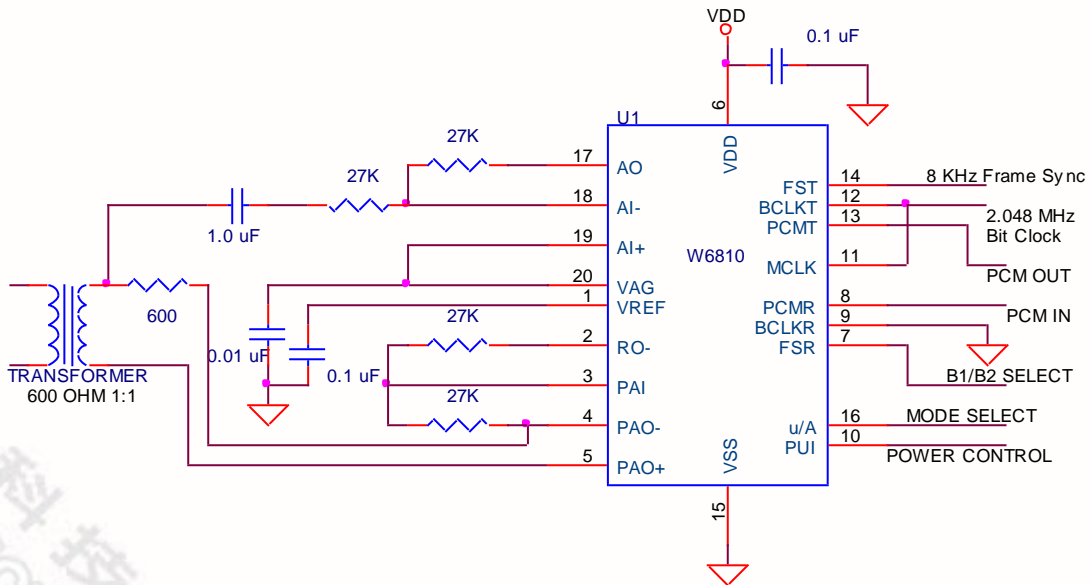 VDD
0.1 uF
6
U1
VDD
27K
17
AO
27K
18
AI-
1.0 uF
19
AI+
W6810
20
VAG
1
VREF
600
27K
2
RO-
0.01 uF
0.1 uF
3
PAI
TRANSFORMER
600 OHM 1:1
27K
4
PAO-
5
PAO+
VSS
15
FST
14
8 KHz Frame Sync
BCLKT
12
2.048 MHz
Bit Clock
PCMT
13
MCLK
11
PCM OUT
PCMR
8
PCM IN
BCLKR
9
FSR
7
B1/B2 SELECT
u/A
16
MODE SELECT
PUI
10
POWER CONTROL
科
技